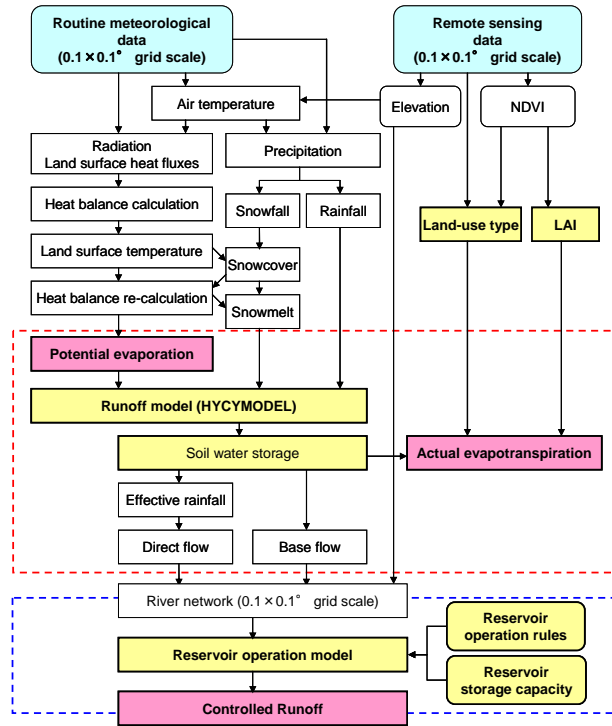 Routine meteorological
data
(0.1×0.1° grid scale)
Remote sensing
data
(0.1×0.1° grid scale)
Air temperature
Elevation
NDVI
Radiation
Land surface heat fluxes
Precipitation
Heat balance calculation
Snowfall
Rainfall
Land-use type
LAI
Land surface temperature
Snowcover
Heat balance re-calculation
Snowmelt
Potential evaporation
Runoff model (HYCYMODEL)
Soil water storage
Actual evapotranspiration
Effective rainfall
Direct flow
Base flow
River network (0.1×0.1° grid scale)
Reservoir
operation rules
Reservoir operation model
Reservoir
storage capacity
Controlled Runoff